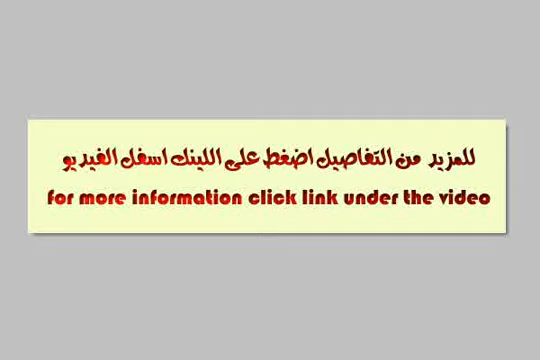 للمزيد من التفاصيل اضغط على اللينك اسفل الفيديو
for more information click link under the video